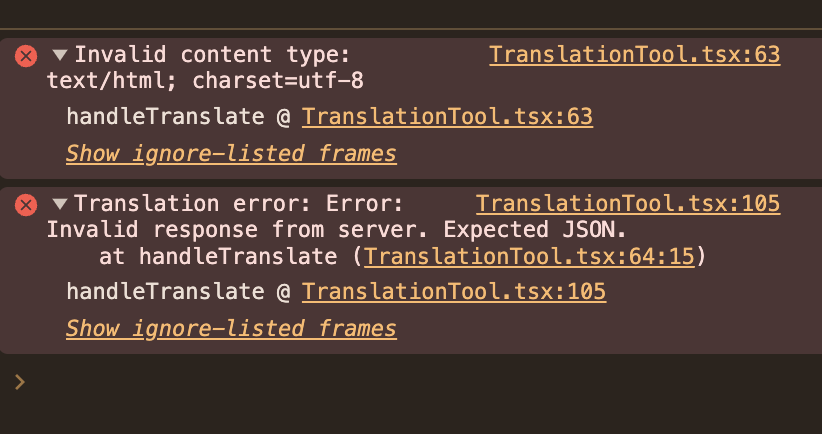 Invalid content type: TranslationTool.tsx:63
text/html; charset=utf-8
handleTranslate @ TranslationTool.tsx:63
Show ignore-listed frames
Translation error: Error: TranslationTool.tsx:105
Invalid response from server. Expected JSON.
at handleTranslate (TranslationTool.tsx:64:15)
handleTranslate @ TranslationTool.tsx:105
Show ignore-listed frames